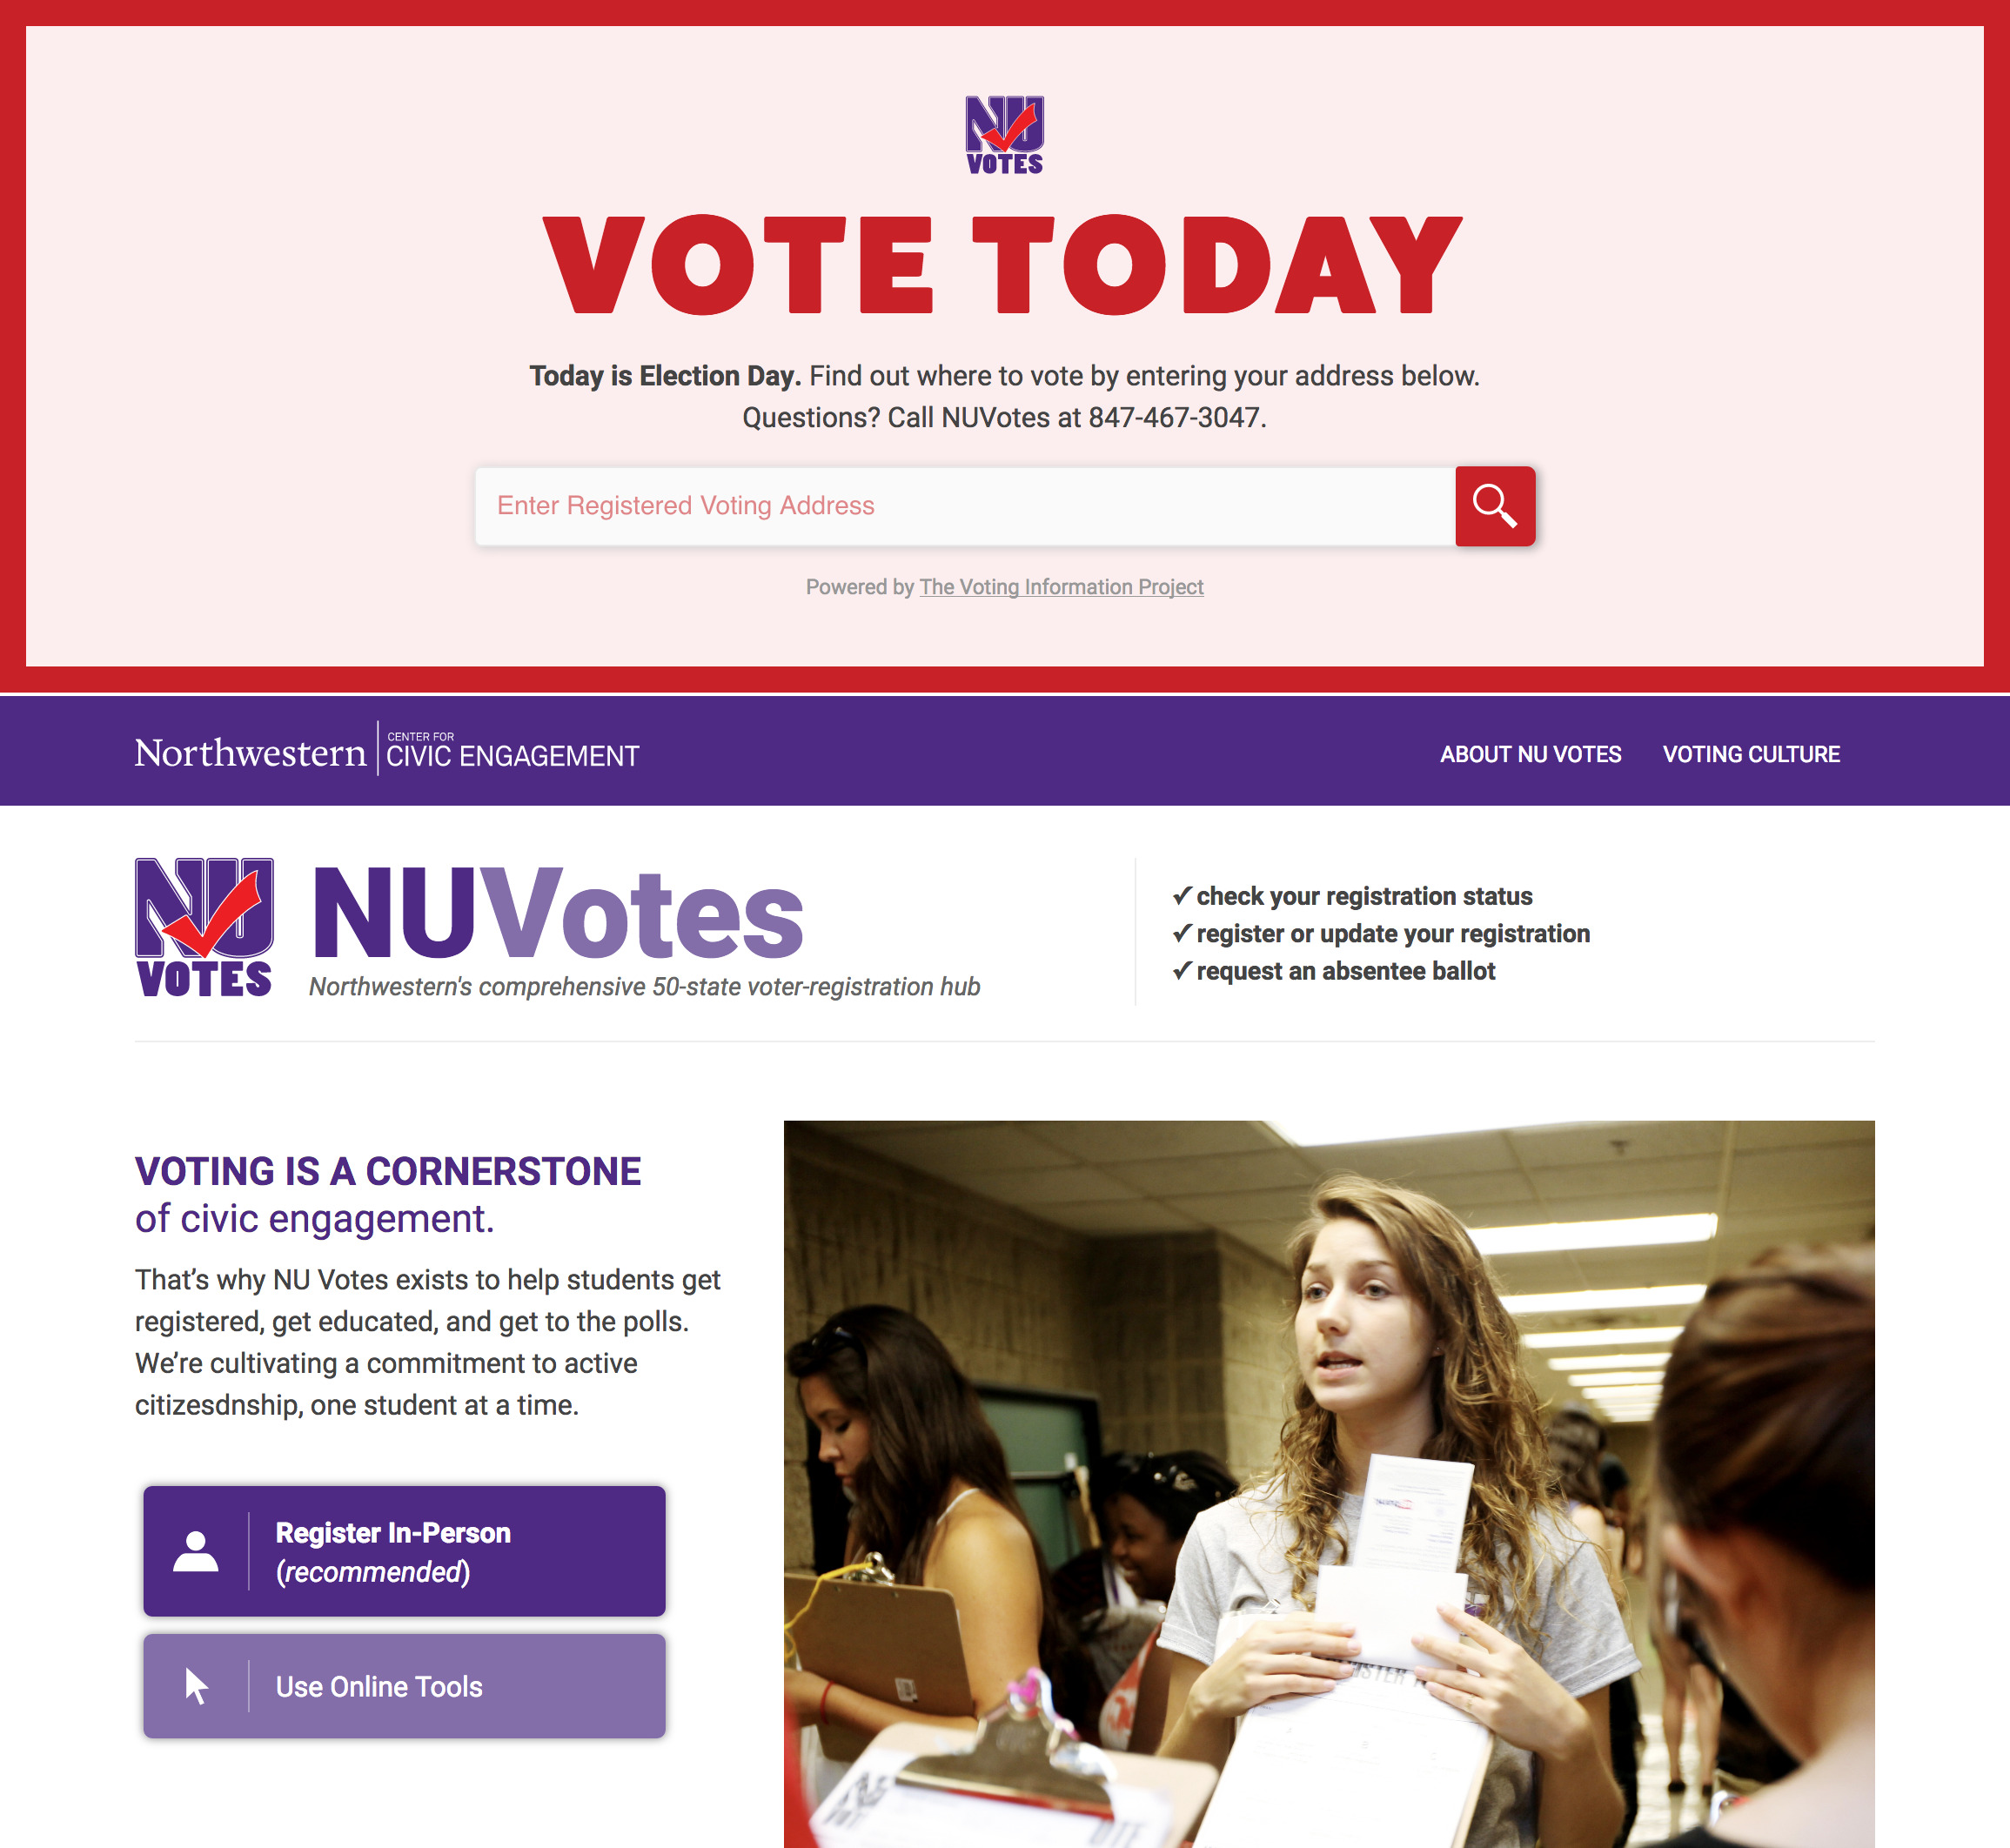 NU
VOTES
VOTE TODAY
Today is Election Day. Find out where to vote by entering your address below.
Questions? Call NUVotes at 847-467-3047.
Enter Registered Voting Address
Powered by The Voting Information Project
Northwestern
CENTER FOR
CIVIC ENGAGEMENT
ABOUT NU VOTES
VOTING CULTURE
NU
VOTES
NUVotes
Northwestern's comprehensive 50-state voter-registration hub
✓ check your registration status
✓ register or update your registration
✓ request an absentee ballot
VOTING IS A CORNERSTONE
of civic engagement.
That’s why NU Votes exists to help students get
registered, get educated, and get to the polls.
We’re cultivating a commitment to active
citizesdnship, one student at a time.
Register In-Person
(recommended)
Use Online Tools